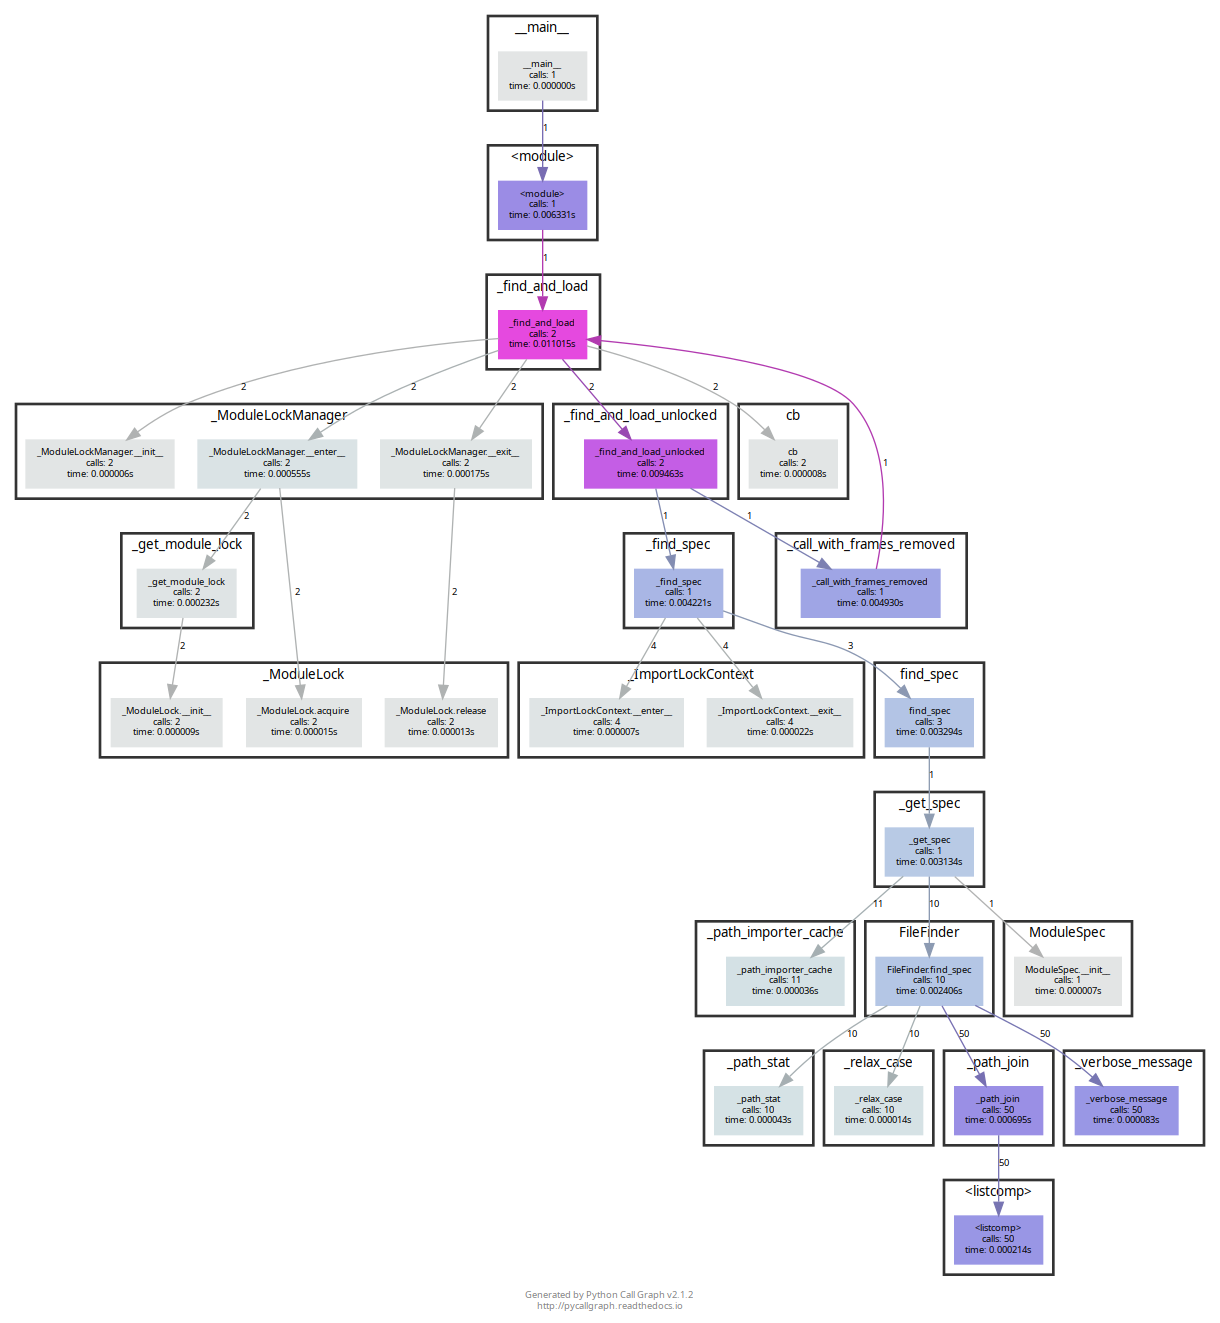 __main__
__main__
calls: 1
time: 0.000000s
1
<module>
<module>
calls: 1
time: 0.006331s
1
_find_and_load
_find_and_load
calls: 2
time: 0.011015s
2
2
2
2
2
_ModuleLockManager
_ModuleLockManager.__init__
calls: 2
time: 0.000006s
_ModuleLockManager.__enter__
calls: 2
time: 0.000555s
_ModuleLockManager.__exit__
calls: 2
time: 0.000175s
_find_and_load_unlocked
_find_and_load_unlocked
calls: 2
time: 0.009463s
cb
cb
calls: 2
time: 0.000008s
1
2
2
2
1
1
_get_module_lock
_get_module_lock
calls: 2
time: 0.000232s
_find_spec
_find_spec
calls: 1
time: 0.004221s
_call_with_frames_removed
_call_with_frames_removed
calls: 1
time: 0.004930s
2
4
4
3
_ModuleLock
_ModuleLock.__init__
calls: 2
time: 0.000009s
_ModuleLock.acquire
calls: 2
time: 0.000015s
_ModuleLock.release
calls: 2
time: 0.000013s
_ImportLockContext
_ImportLockContext.__enter__
calls: 4
time: 0.000007s
_ImportLockContext.__exit__
calls: 4
time: 0.000022s
find_spec
find_spec
calls: 3
time: 0.003294s
1
_get_spec
_get_spec
calls: 1
time: 0.003134s
11
10
1
_path_importer_cache
_path_importer_cache
calls: 11
time: 0.000036s
FileFinder
FileFinder.find_spec
calls: 10
time: 0.002406s
ModuleSpec
ModuleSpec.__init__
calls: 1
time: 0.000007s
10
10
50
50
_path_stat
_path_stat
calls: 10
time: 0.000043s
_relax_case
_relax_case
calls: 10
time: 0.000014s
_path_join
_path_join
calls: 50
time: 0.000695s
_verbose_message
_verbose_message
calls: 50
time: 0.000083s
50
<listcomp>
<listcomp>
calls: 50
time: 0.000214s
Generated by Python Call Graph v2.1.2
http://pycallgraph.readthedocs.io